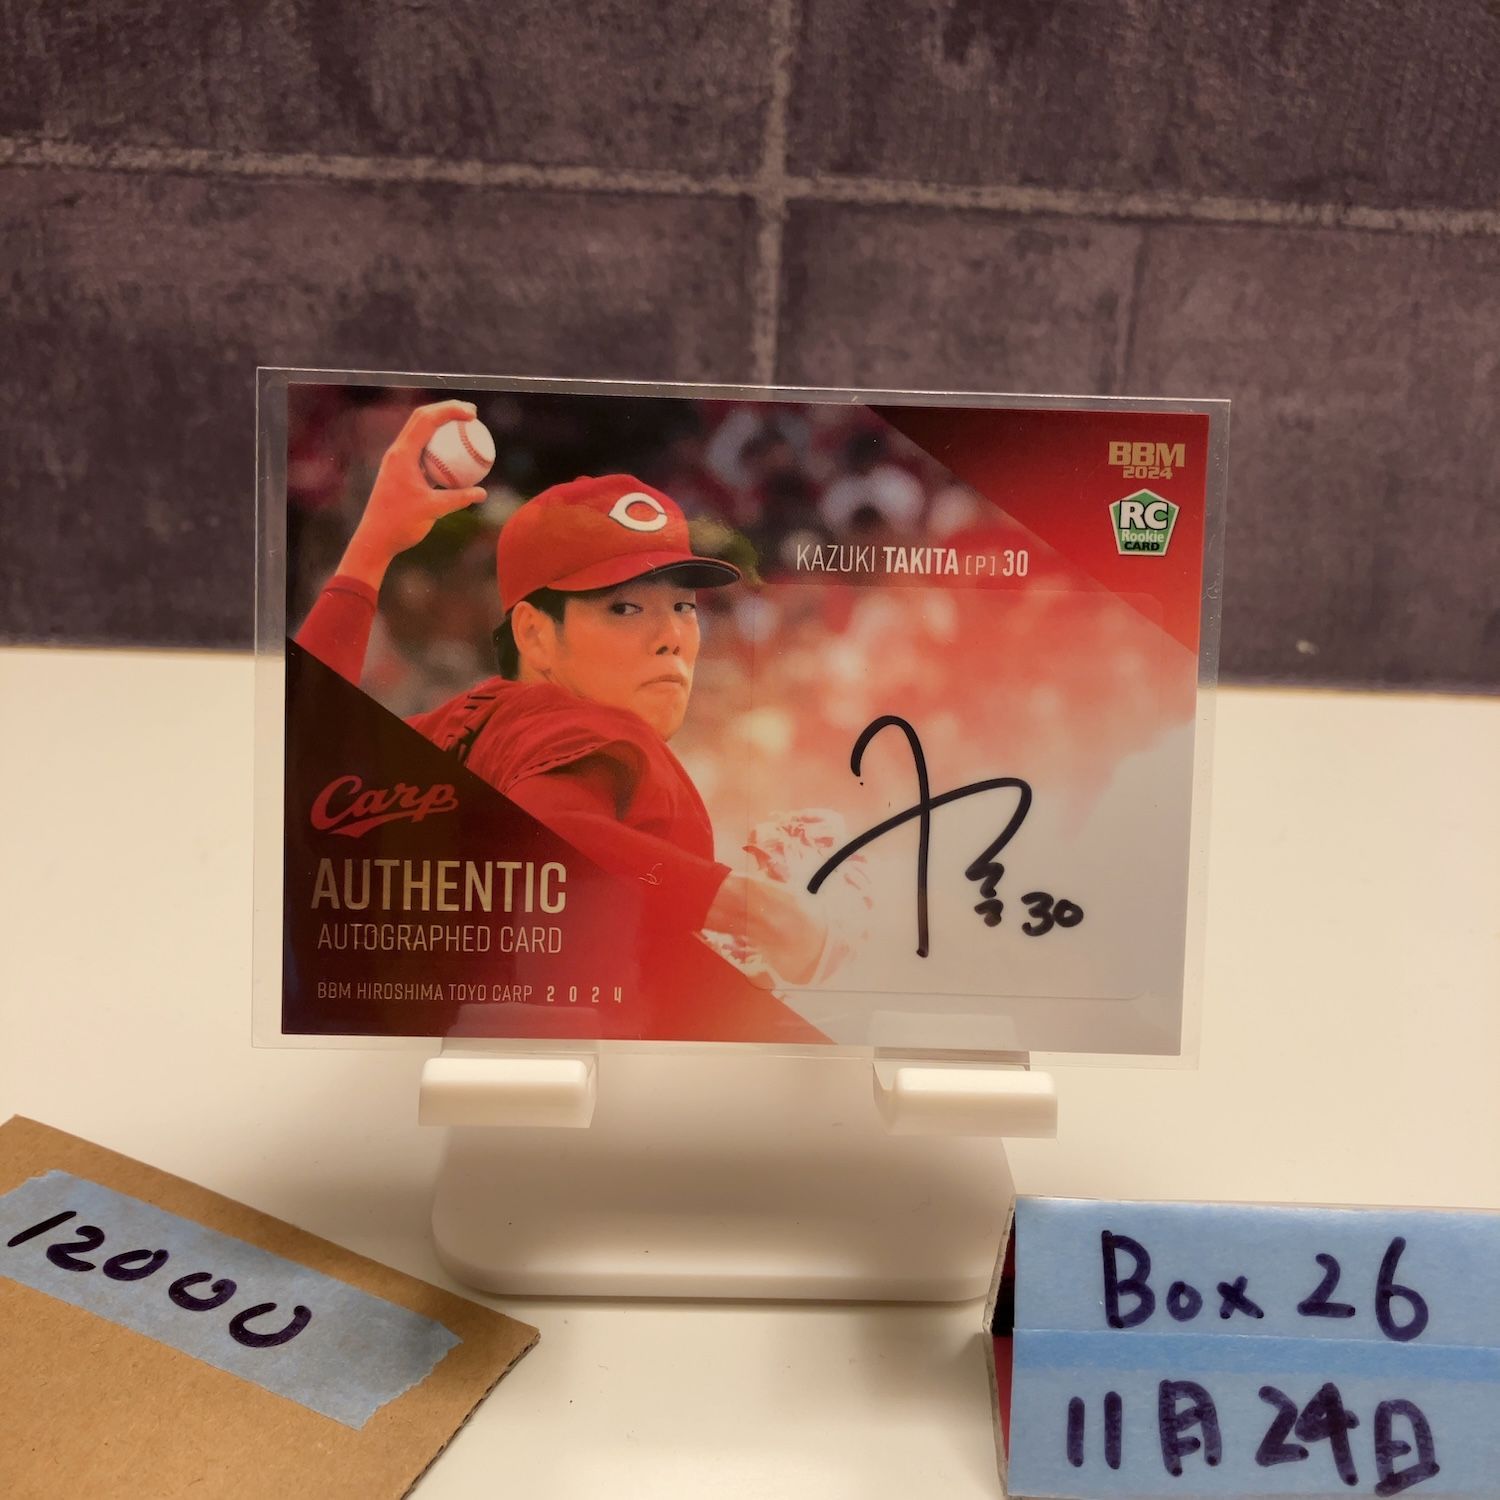 C
BBM
2024
RC
Rookie
CARD
KAZUKI TAKITA [P] 30
Carp
AUTHENTIC
AUTOGRAPHED CARD
BBM HIROSHIMA TOYO CARP 2024
30
12000
Box 26
11月24日